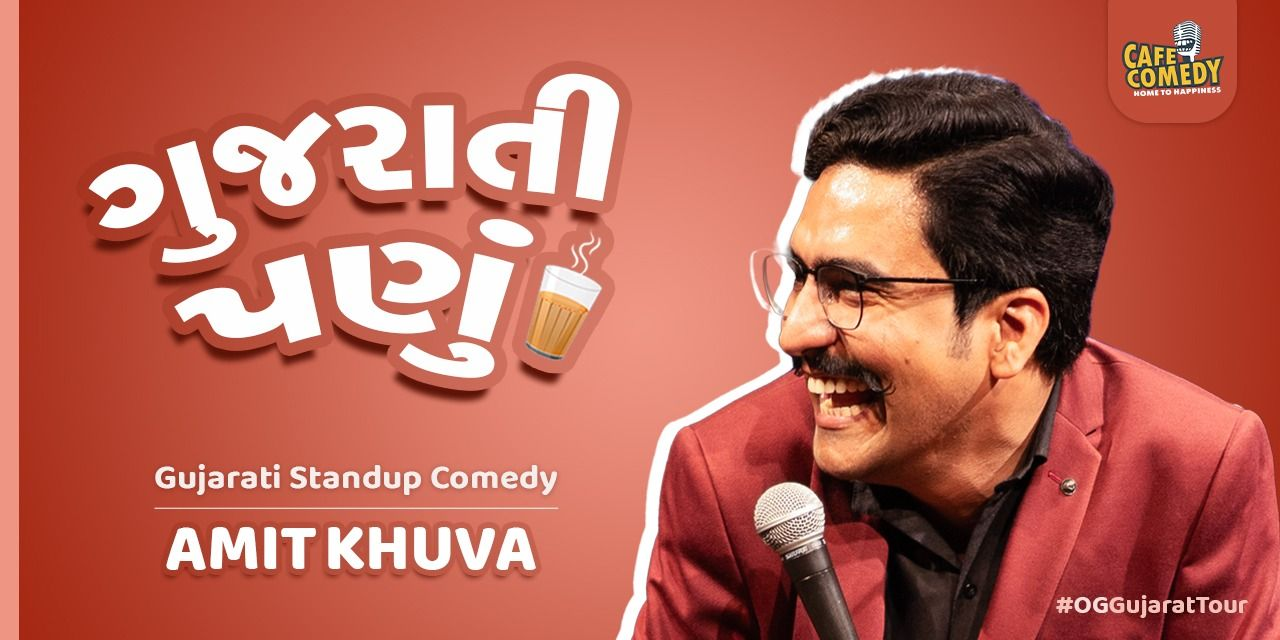 ગુજરાતી
પણું
Gujarati Standup Comedy
AMIT KHUVA
CAFE
COMEDY
HOME TO HAPPINESS
#OGGujaratTour